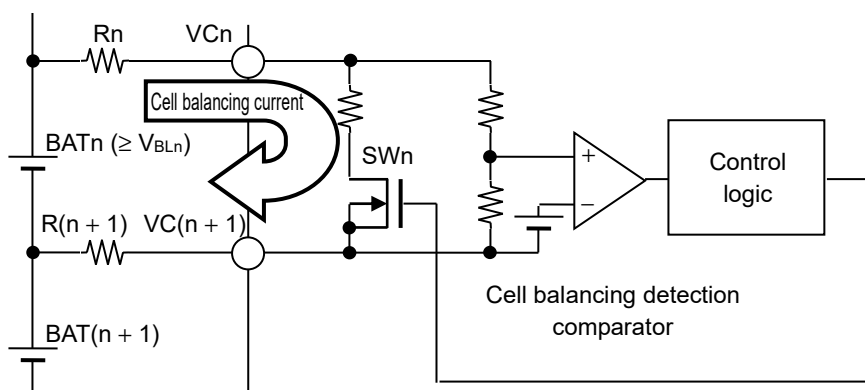 Rn
VCn
Cell balancing current
BATn (≥ VBLn)
SWn
+
−
Control
logic
R(n + 1)
VC(n + 1)
Cell balancing detection
comparator
BAT(n + 1)